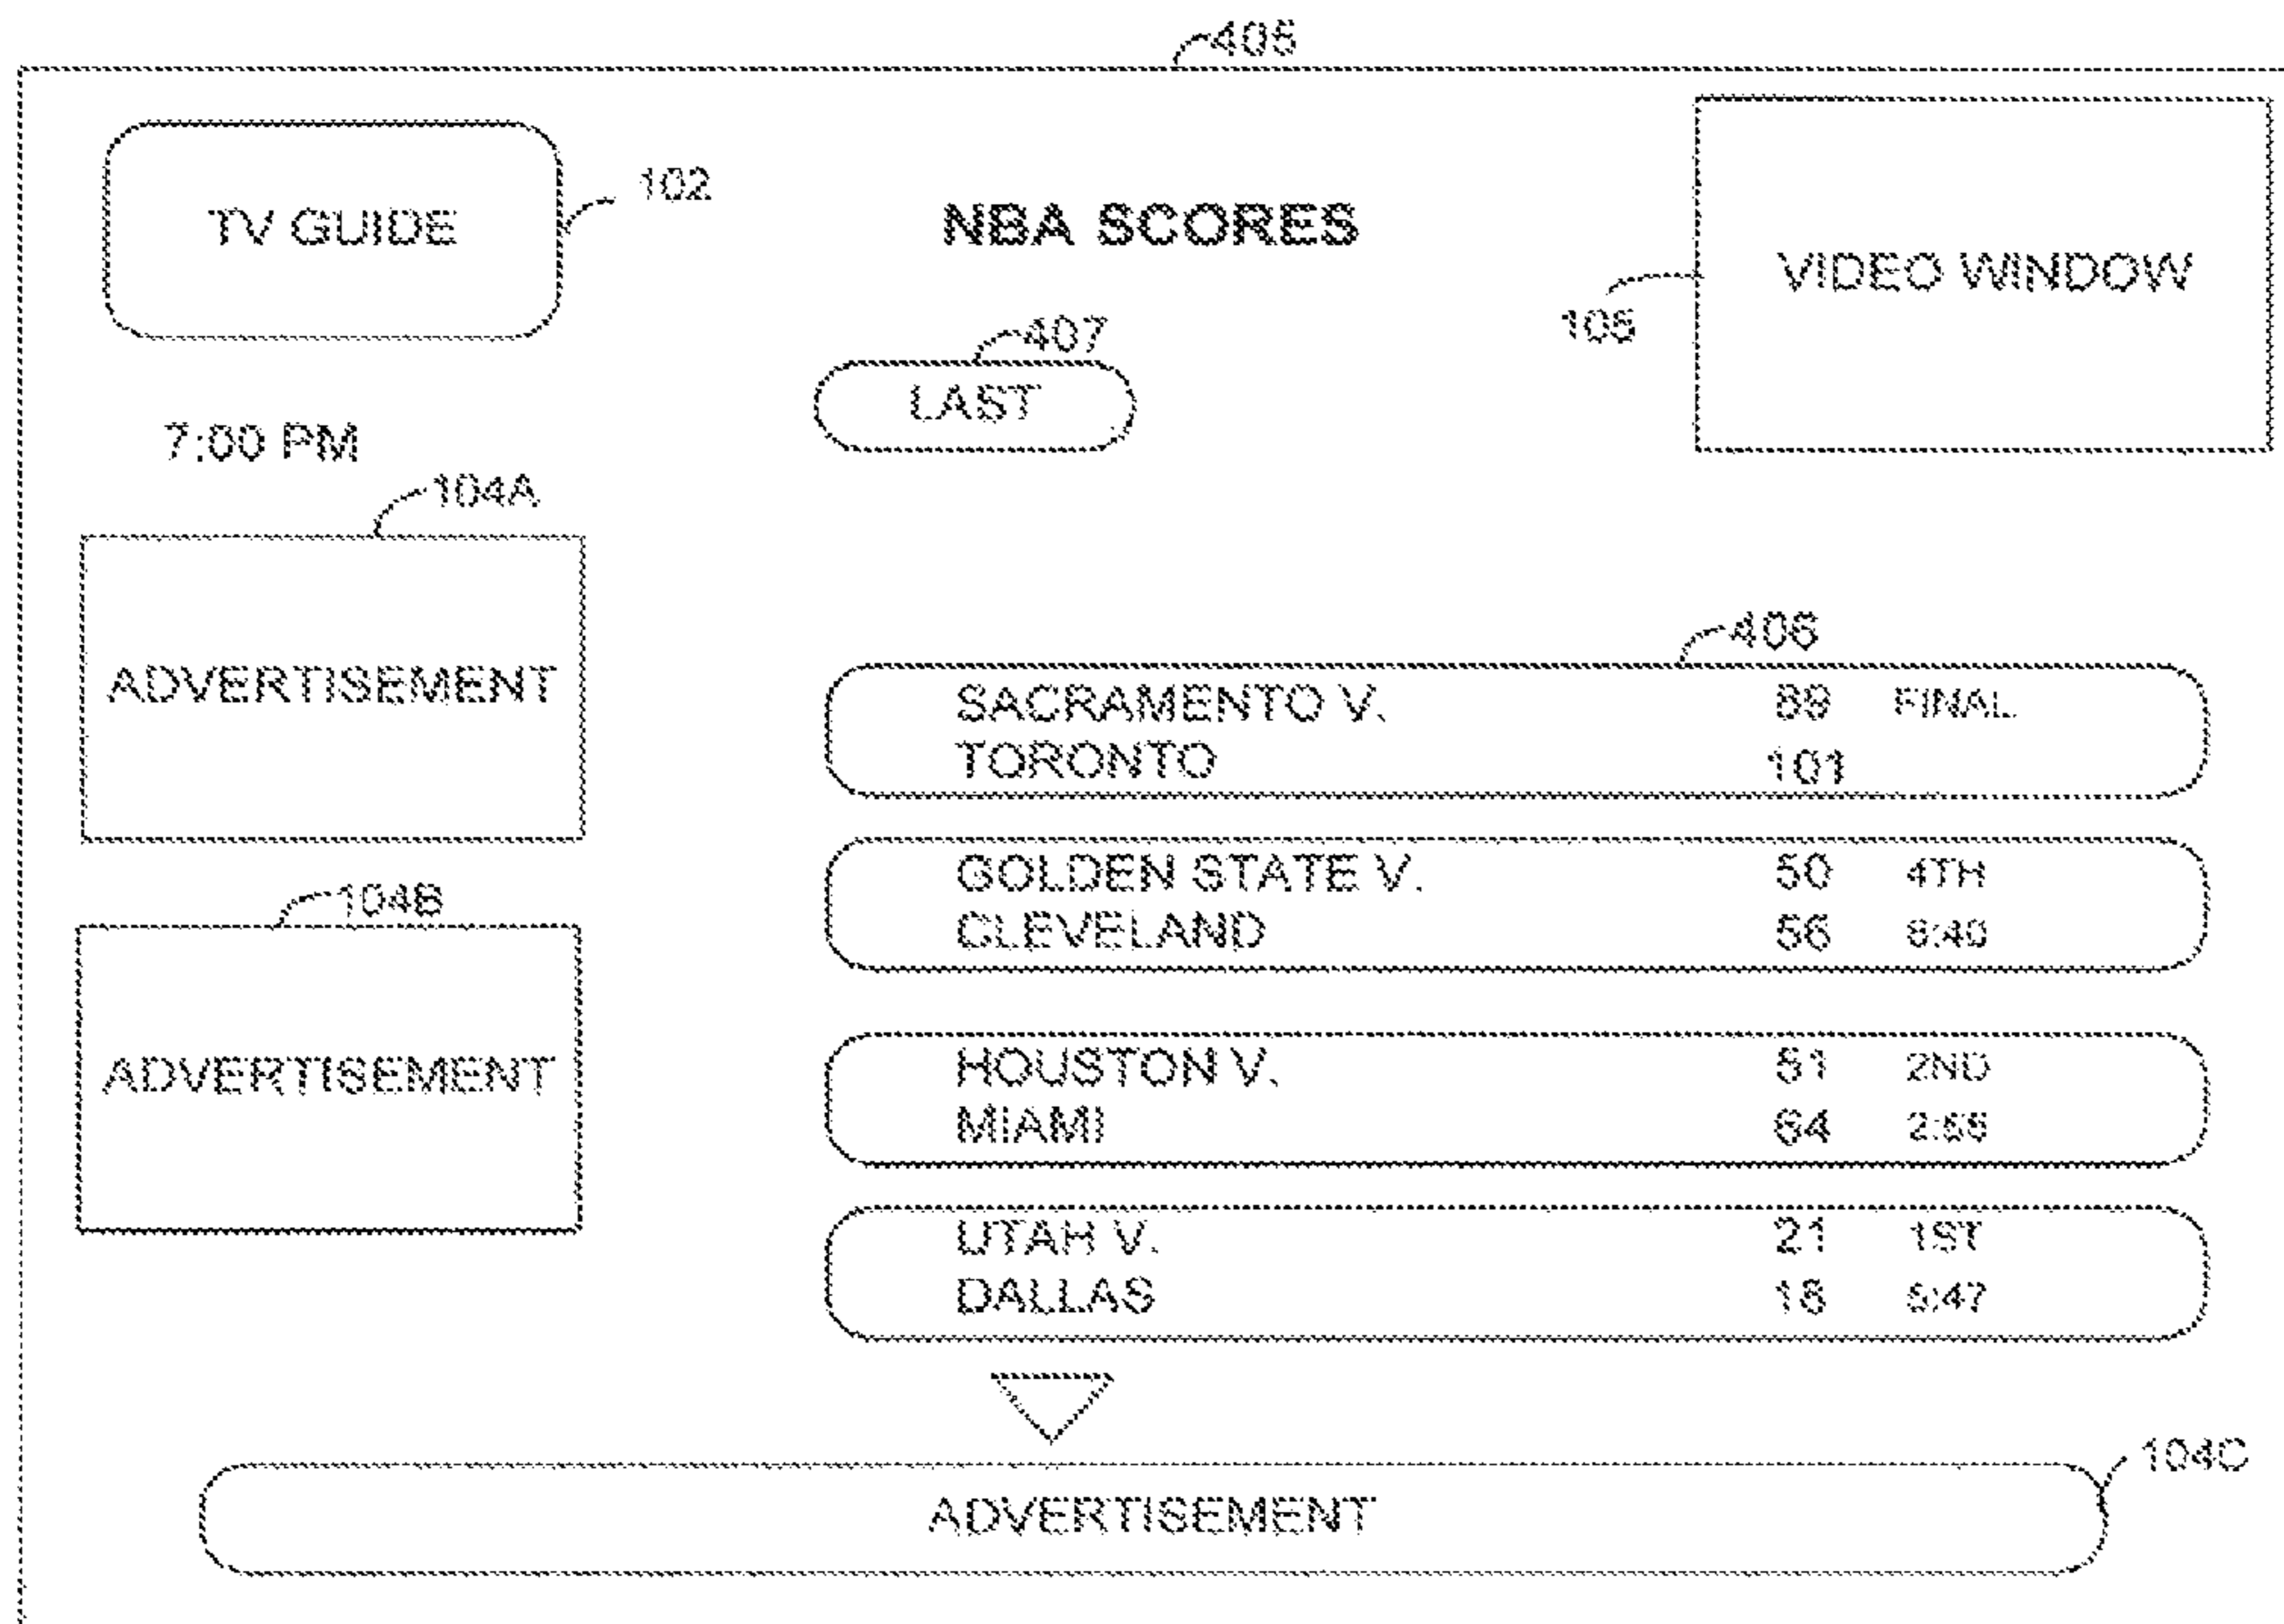 405
TV GUIDE
102
NBA SCORES
VIDEO WINDOW
105
407
LAST
7:00 PM
104A
ADVERTISEMENT
406
SACRAMENTO V. 89 FINAL
TORONTO 101
GOLDEN STATE V. 50 4TH
CLEVELAND 56 8:40
104B
ADVERTISEMENT
HOUSTON V. 51 2ND
MIAMI 64
UTAH V. 21 1ST
DALLAS 18 5:47
104C
ADVERTISEMENT